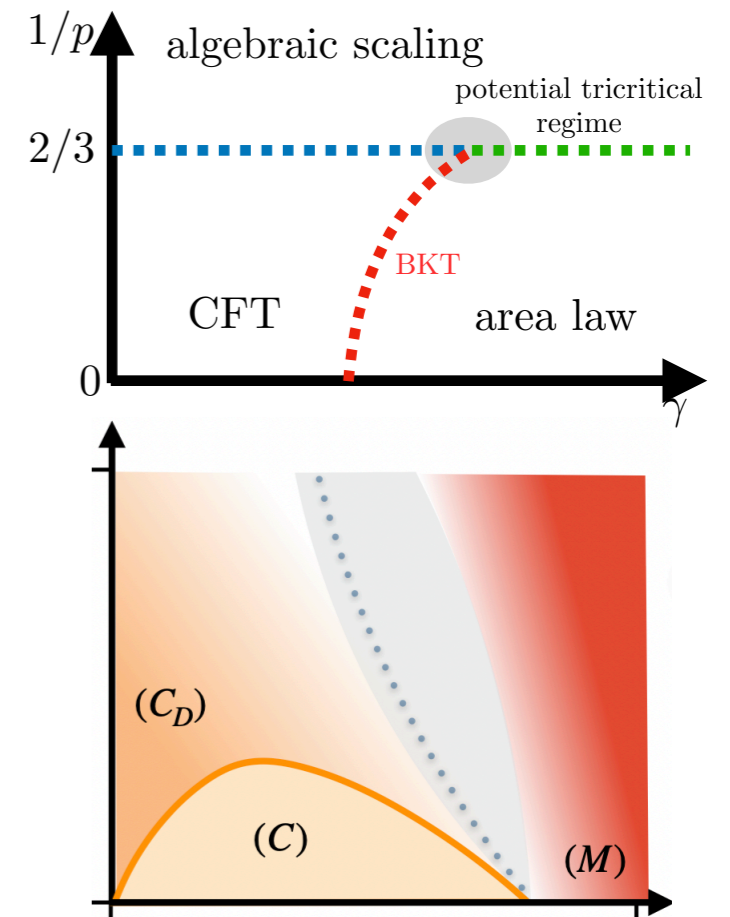 1/p
algebraic scaling
potential tricritical
regime
2/3
BKT
CFT
area law
0
γ
(C_D)
(C)
(M)